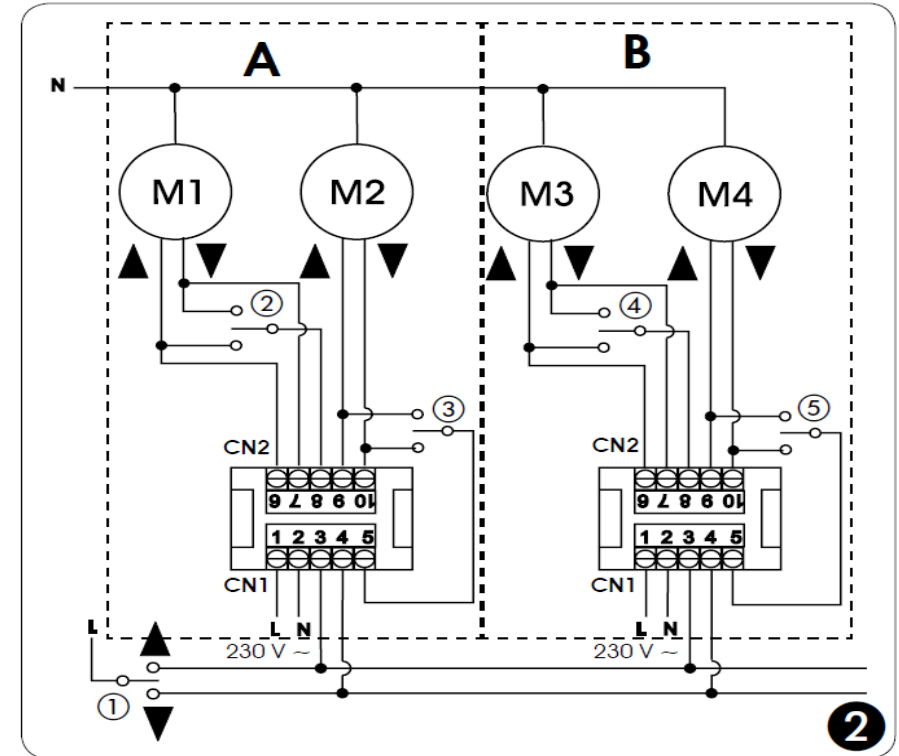 A B
N
M1 M2 M3 M4
② ④
③ ⑤
CN2 CN2
6 7 8 9 10 6 7 8 9 10
1 2 3 4 5 1 2 3 4 5
CN1 CN1
L L N L N
230 V ~ 230 V ~
①
2